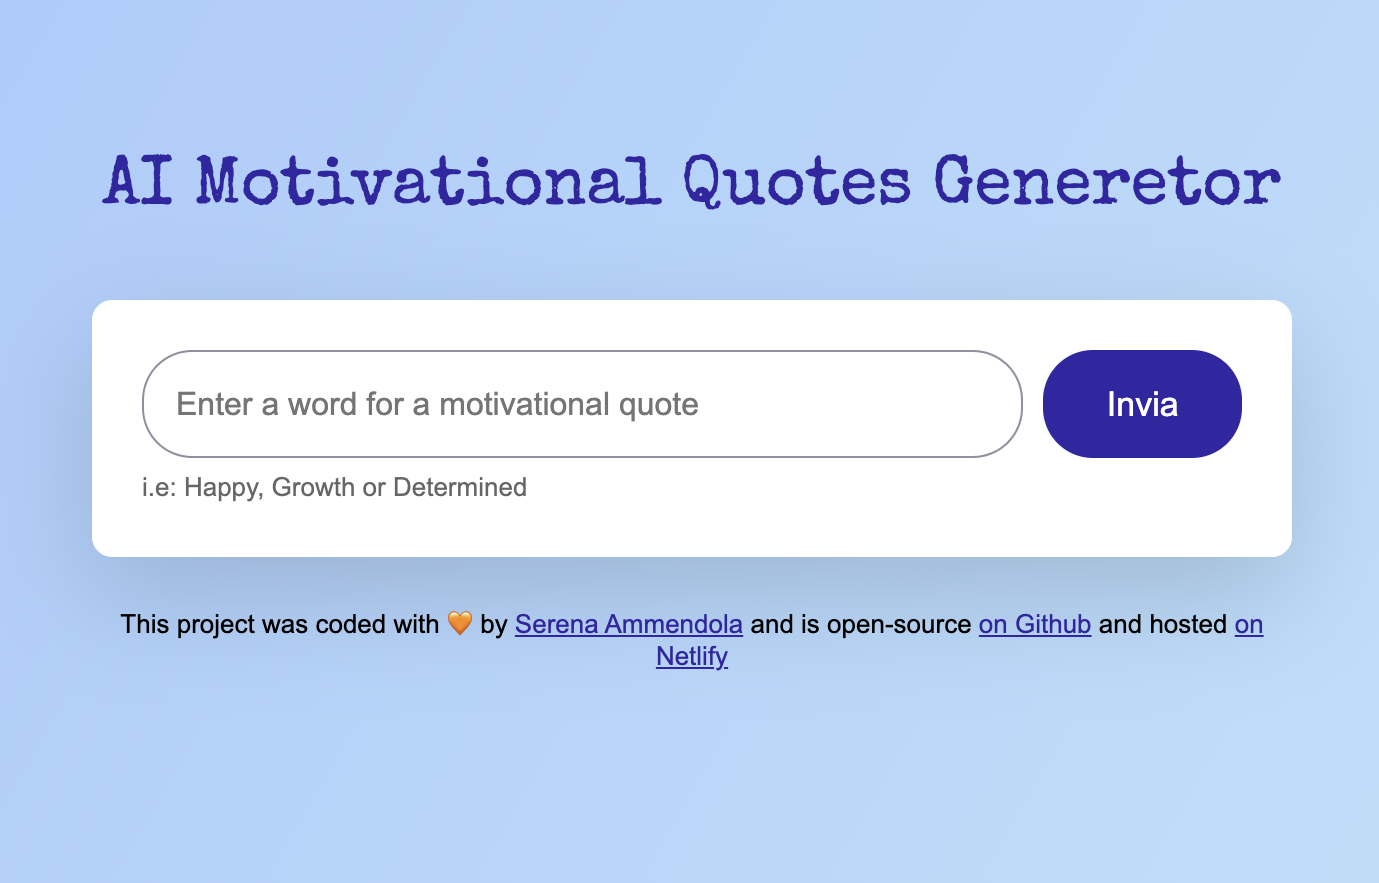 AI Motivational Quotes Generetor
Enter a word for a motivational quote
Invia
i.e: Happy, Growth or Determined
This project was coded with 🧡 by Serena Ammendola and is open-source on Github and hosted on
Netlify